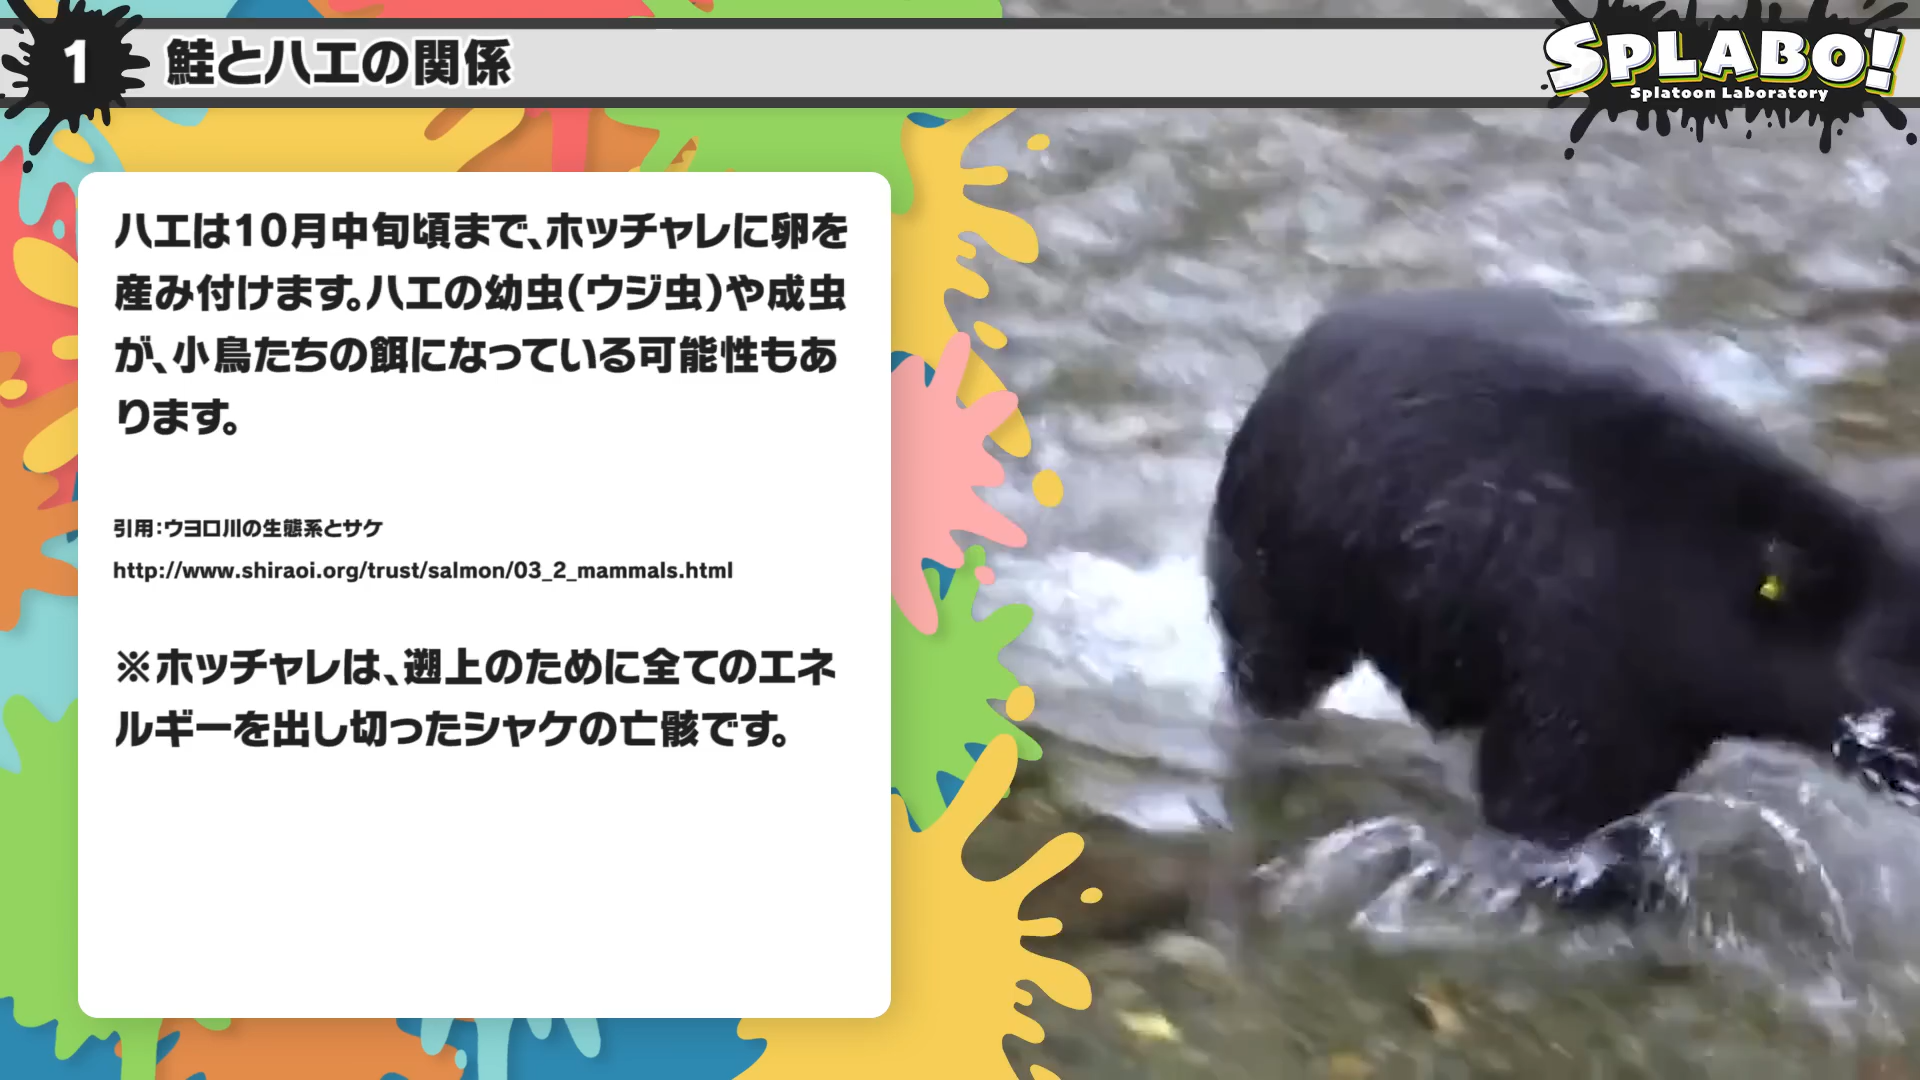 1 鮭とハエの関係
SPLABO!
Splatoon Laboratory
ハエは10月中旬頃まで、ホッチャレに卵を
産み付けます。ハエの幼虫(ウジ虫)や成虫
が、小鳥たちの餌になっている可能性もあ
ります。
引用:ウヨロ川の生態系とサケ
http://www.shiraoi.org/trust/salmon/03_2_mammals.html
※ホッチャレは、遡上のために全てのエネ
ルギーを出し切ったシャケの亡骸です。